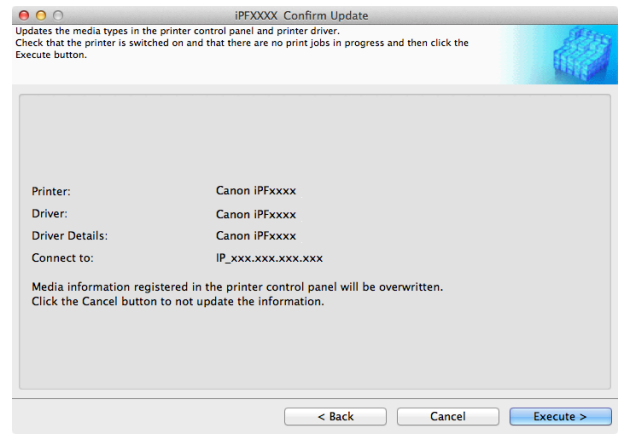 iPFXXXX Confirm Update
Updates the media types in the printer control panel and printer driver.
Check that the printer is switched on and that there are no print jobs in progress and then click the
Execute button.
Printer: Canon iPFxxxx
Driver: Canon iPFxxxx
Driver Details: Canon iPFxxxx
Connect to: IP_xxx.xxx.xxx.xxx
Media information registered in the printer control panel will be overwritten.
Click the Cancel button to not update the information.
< Back Cancel Execute >